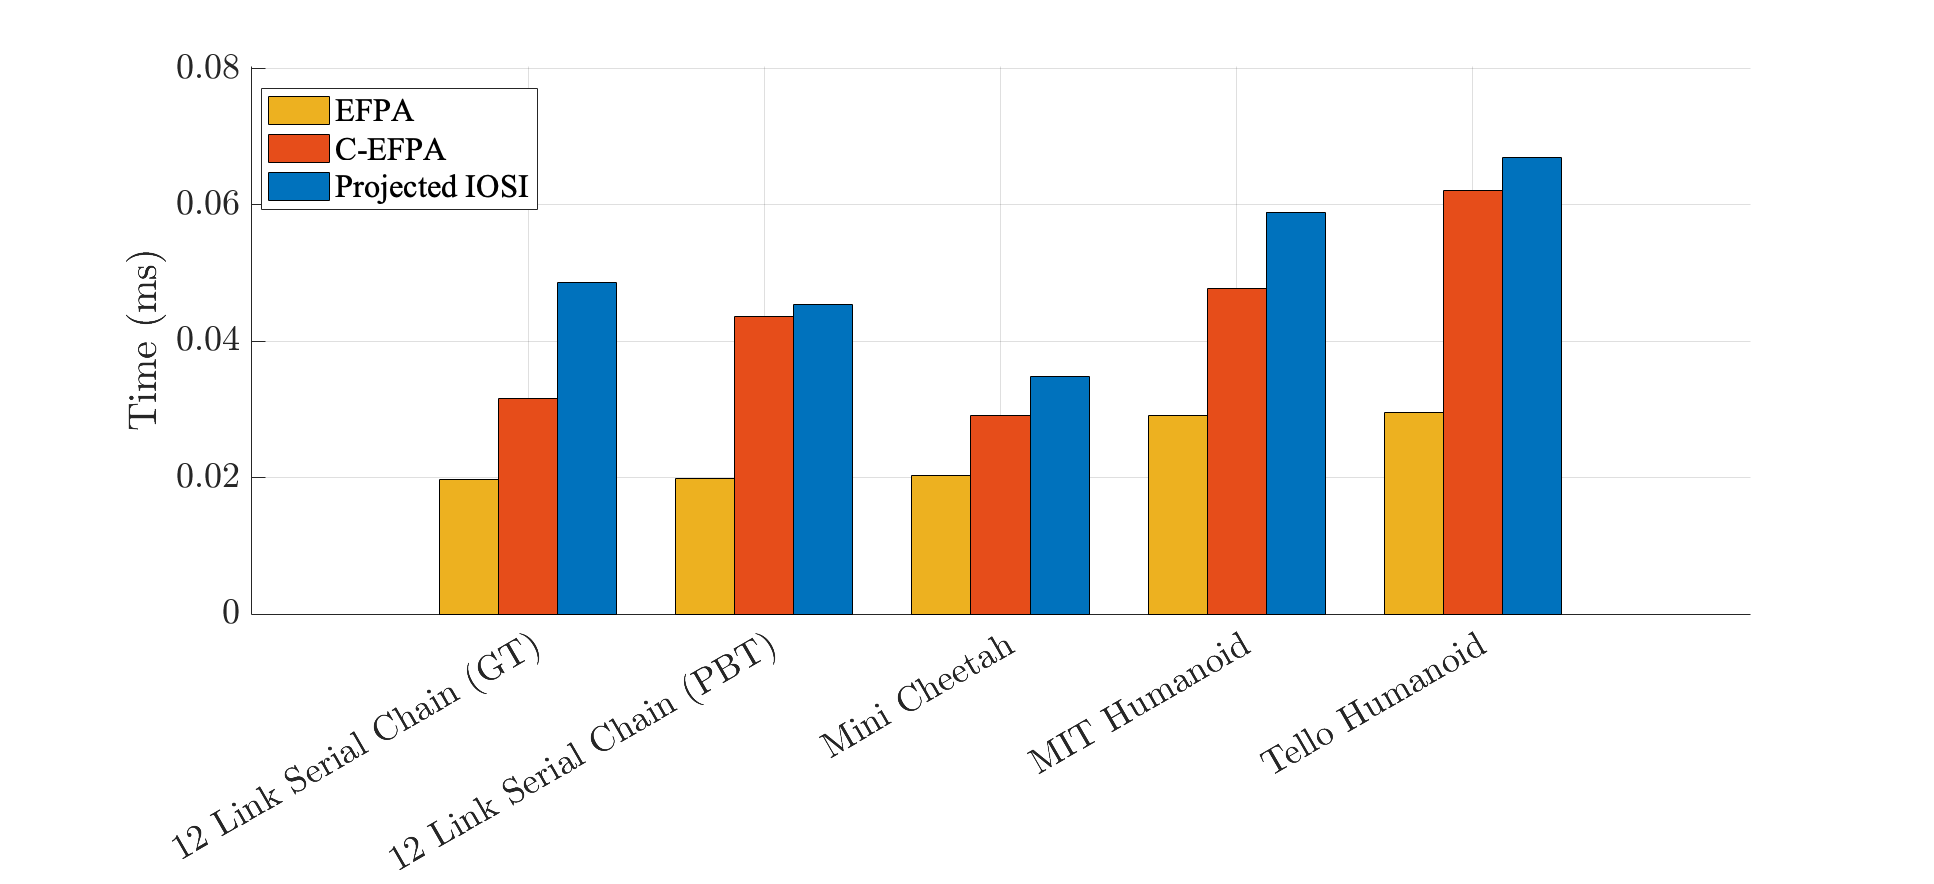 0.08
0.06
0.04
0.02
0
Time (ms)
EFPA
C-EFPA
Projected IOSI
12 Link Serial Chain (GT)
12 Link Serial Chain (PBT)
Mini Cheetah
MIT Humanoid
Tello Humanoid